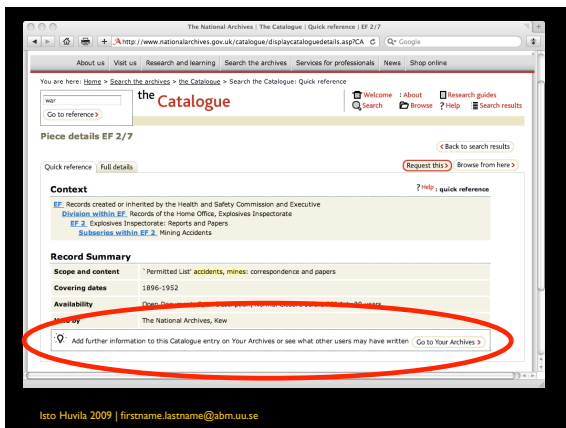 The National Archives | The Catalogue | Quick reference | EF 2/7
http://www.nationalarchives.gov.uk/catalogue/displaycataloguedetails.asp?CA
Google
About us Visit us Research and learning Search the archives Services for professionals News Shop online
You are here: Home > Search the archives > the Catalogue > Search the Catalogue: Quick reference
war
Go to reference >
the Catalogue
Welcome About Research guides
Search Browse ? Help Search results
Piece details EF 2/7
< Back to search results
Quick reference Full details
Request this > Browse from here >
Context
? Help : quick reference
EF Records created or inherited by the Health and Safety Commission and Executive
Division within EF Records of the Home Office, Explosives Inspectorate
EF 2 Explosives Inspectorate: Reports and Papers
Subseries within EF 2 Mining Accidents
Record Summary
Scope and content `Permitted List' accidents, mines: correspondence and papers
Covering dates 1896-1952
Availability
Held by The National Archives, Kew
Add further information to this Catalogue entry on Your Archives or see what other users may have written Go to Your Archives >
Isto Huvila 2009 | firstname.lastname@abm.uu.se